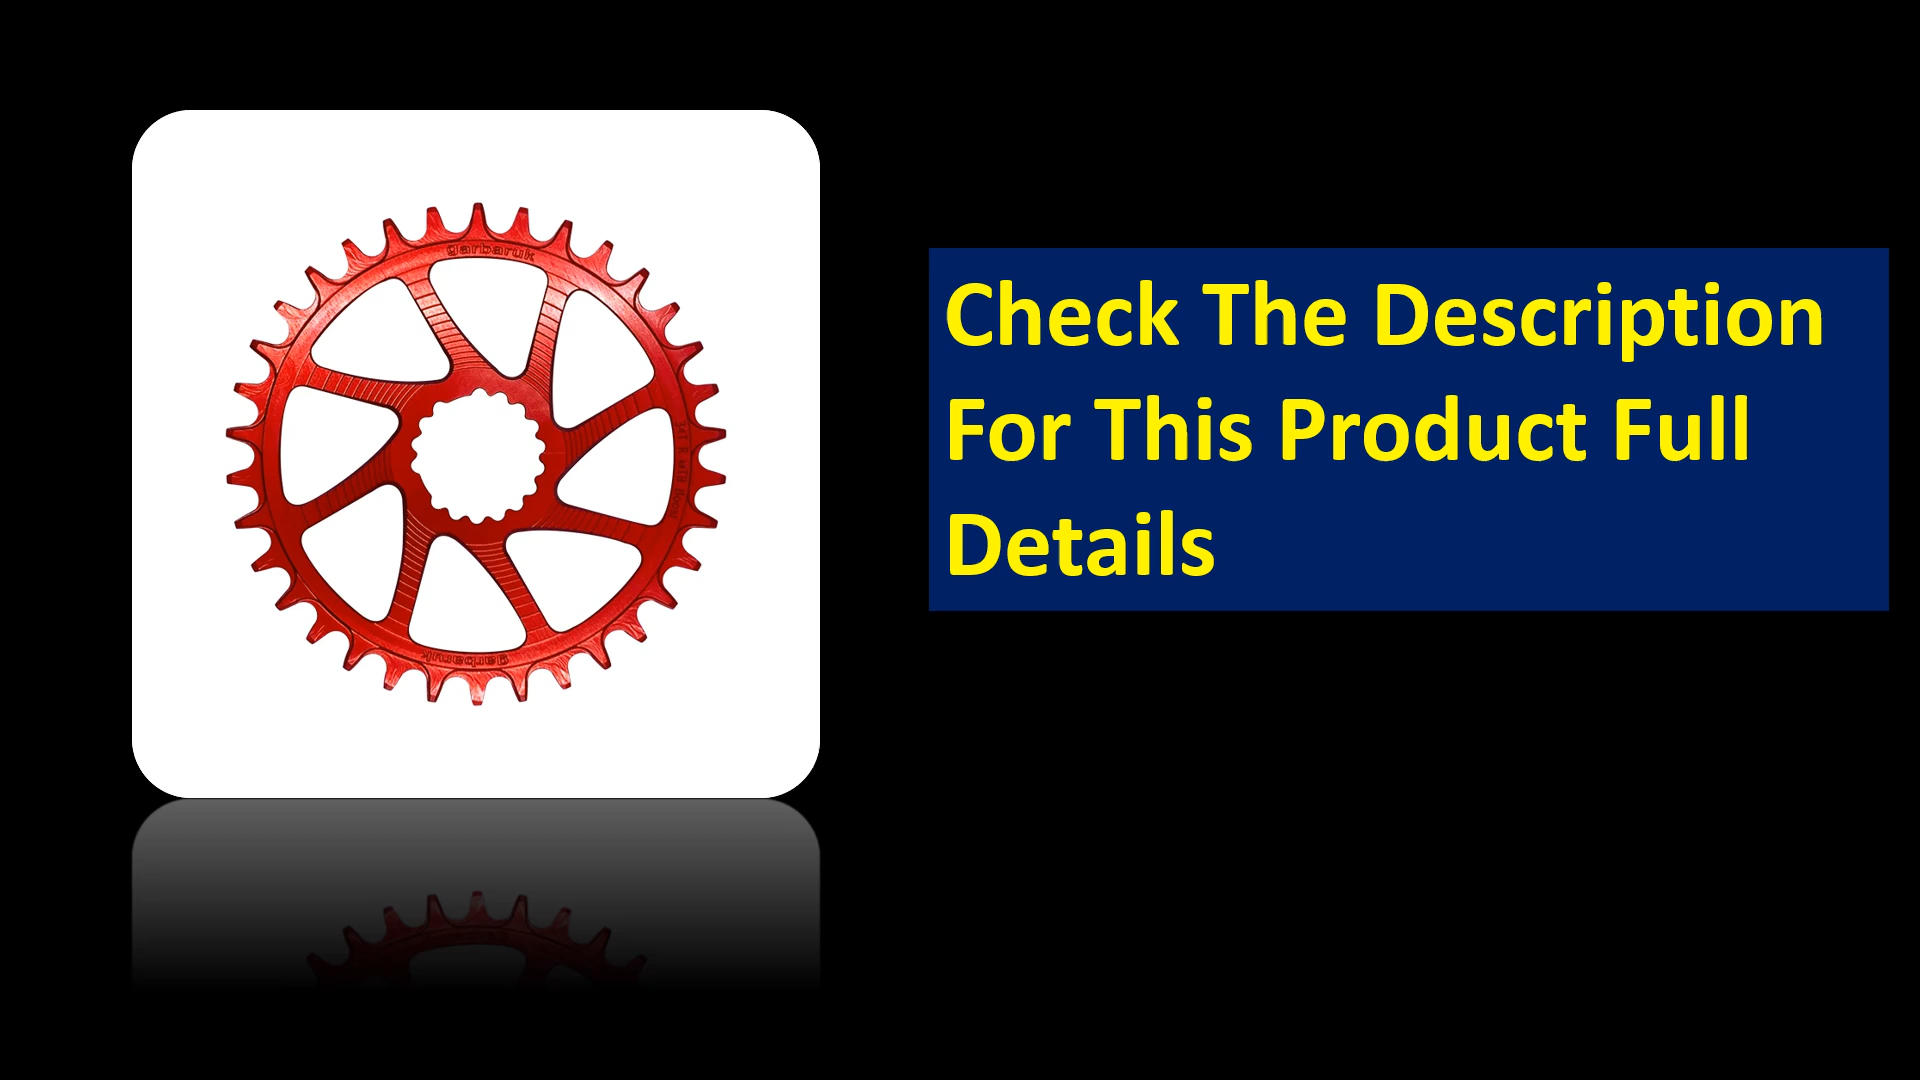 garbaruk
Check The Description
For This Product Full
Details
garbaruk